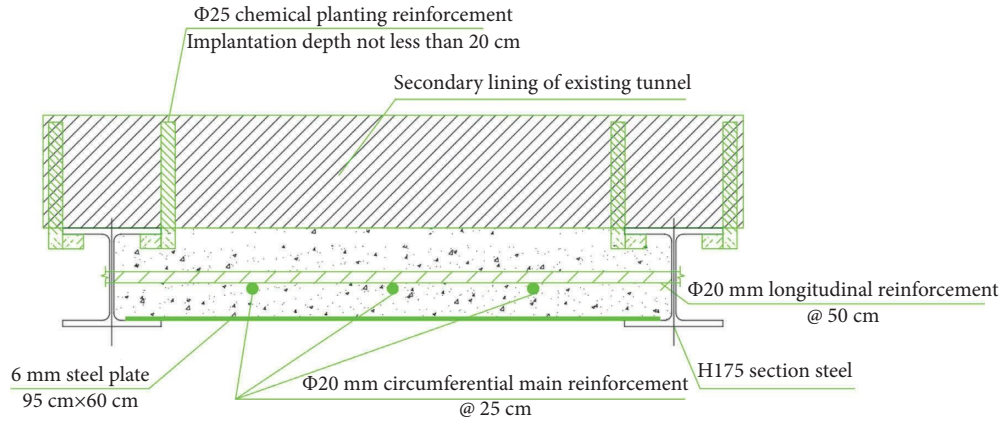 Φ25 chemical planting reinforcement
Implantation depth not less than 20 cm
Secondary lining of existing tunnel
Φ20 mm longitudinal reinforcement
@ 50 cm
6 mm steel plate
95 cm×60 cm
Φ20 mm circumferential main reinforcement
@ 25 cm
H175 section steel